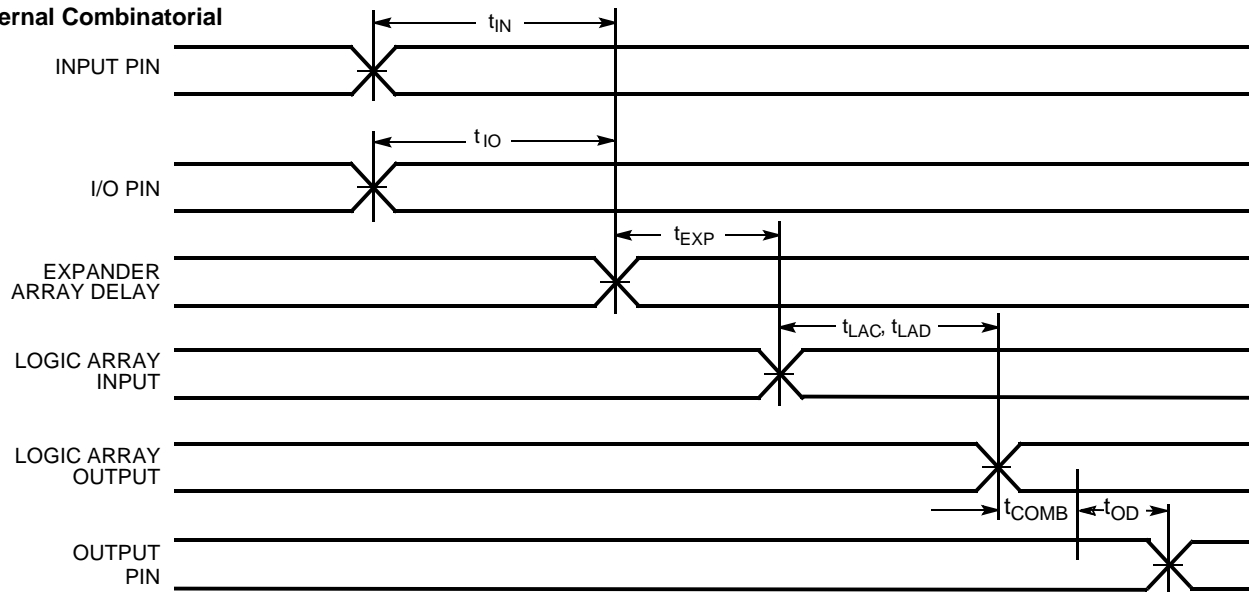 ernal Combinatorial
tIN
INPUT PIN
tIO
I/O PIN
tEXP
EXPANDER
ARRAY DELAY
tLAC, tLAD
LOGIC ARRAY
INPUT
LOGIC ARRAY
OUTPUT
tCOMB
tOD
OUTPUT
PIN